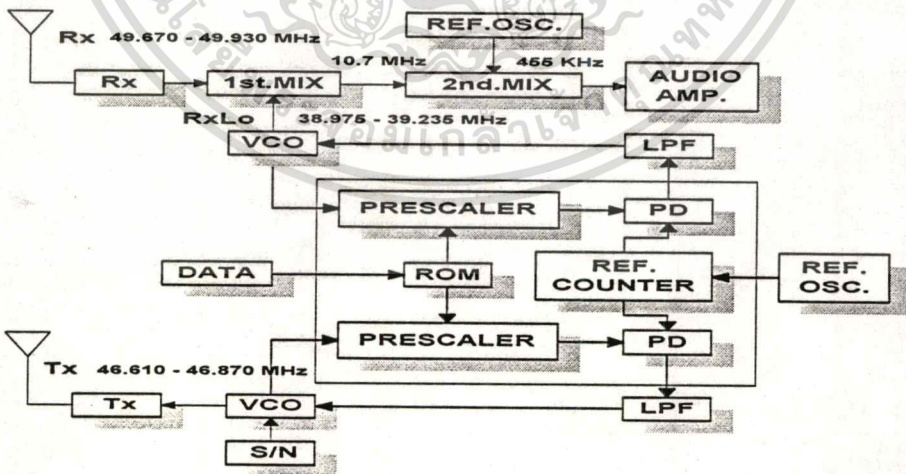 REF.OSC.
Rx 49.670 - 49.930 MHz
10.7 MHz
455 KHz
Rx
1st.MIX
2nd.MIX
AUDIO
AMP.
RxLo 38.975 - 39.235 MHz
VCO
LPF
PRESCALER
PD
DATA
ROM
REF.
COUNTER
REF.
OSC.
PRESCALER
PD
Tx 46.610 - 46.870 MHz
Tx
VCO
LPF
S/N